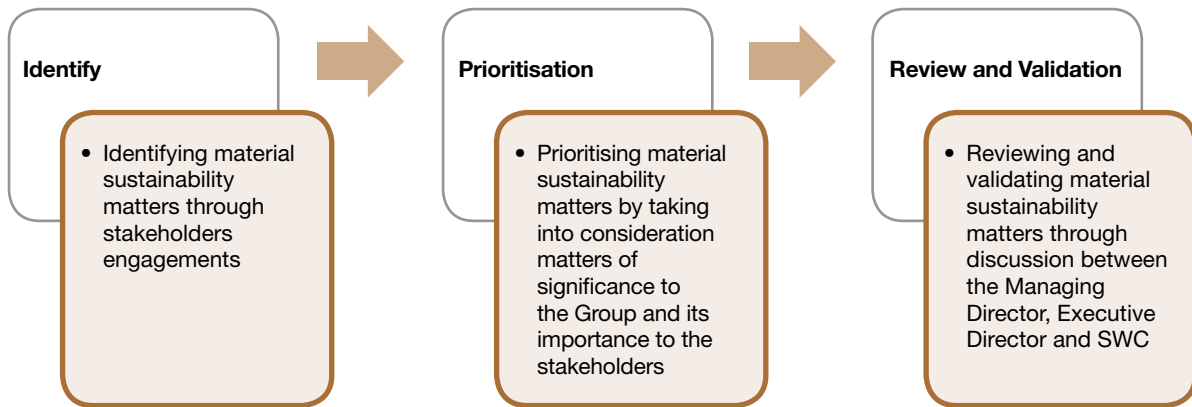 Identify
• Identifying material
sustainability
matters through
stakeholders
engagements
Prioritisation
• Prioritising material
sustainability
matters by taking
into consideration
matters of
significance to
the Group and its
importance to the
stakeholders
Review and Validation
• Reviewing and
validating material
sustainability
matters through
discussion between
the Managing
Director, Executive
Director and SWC